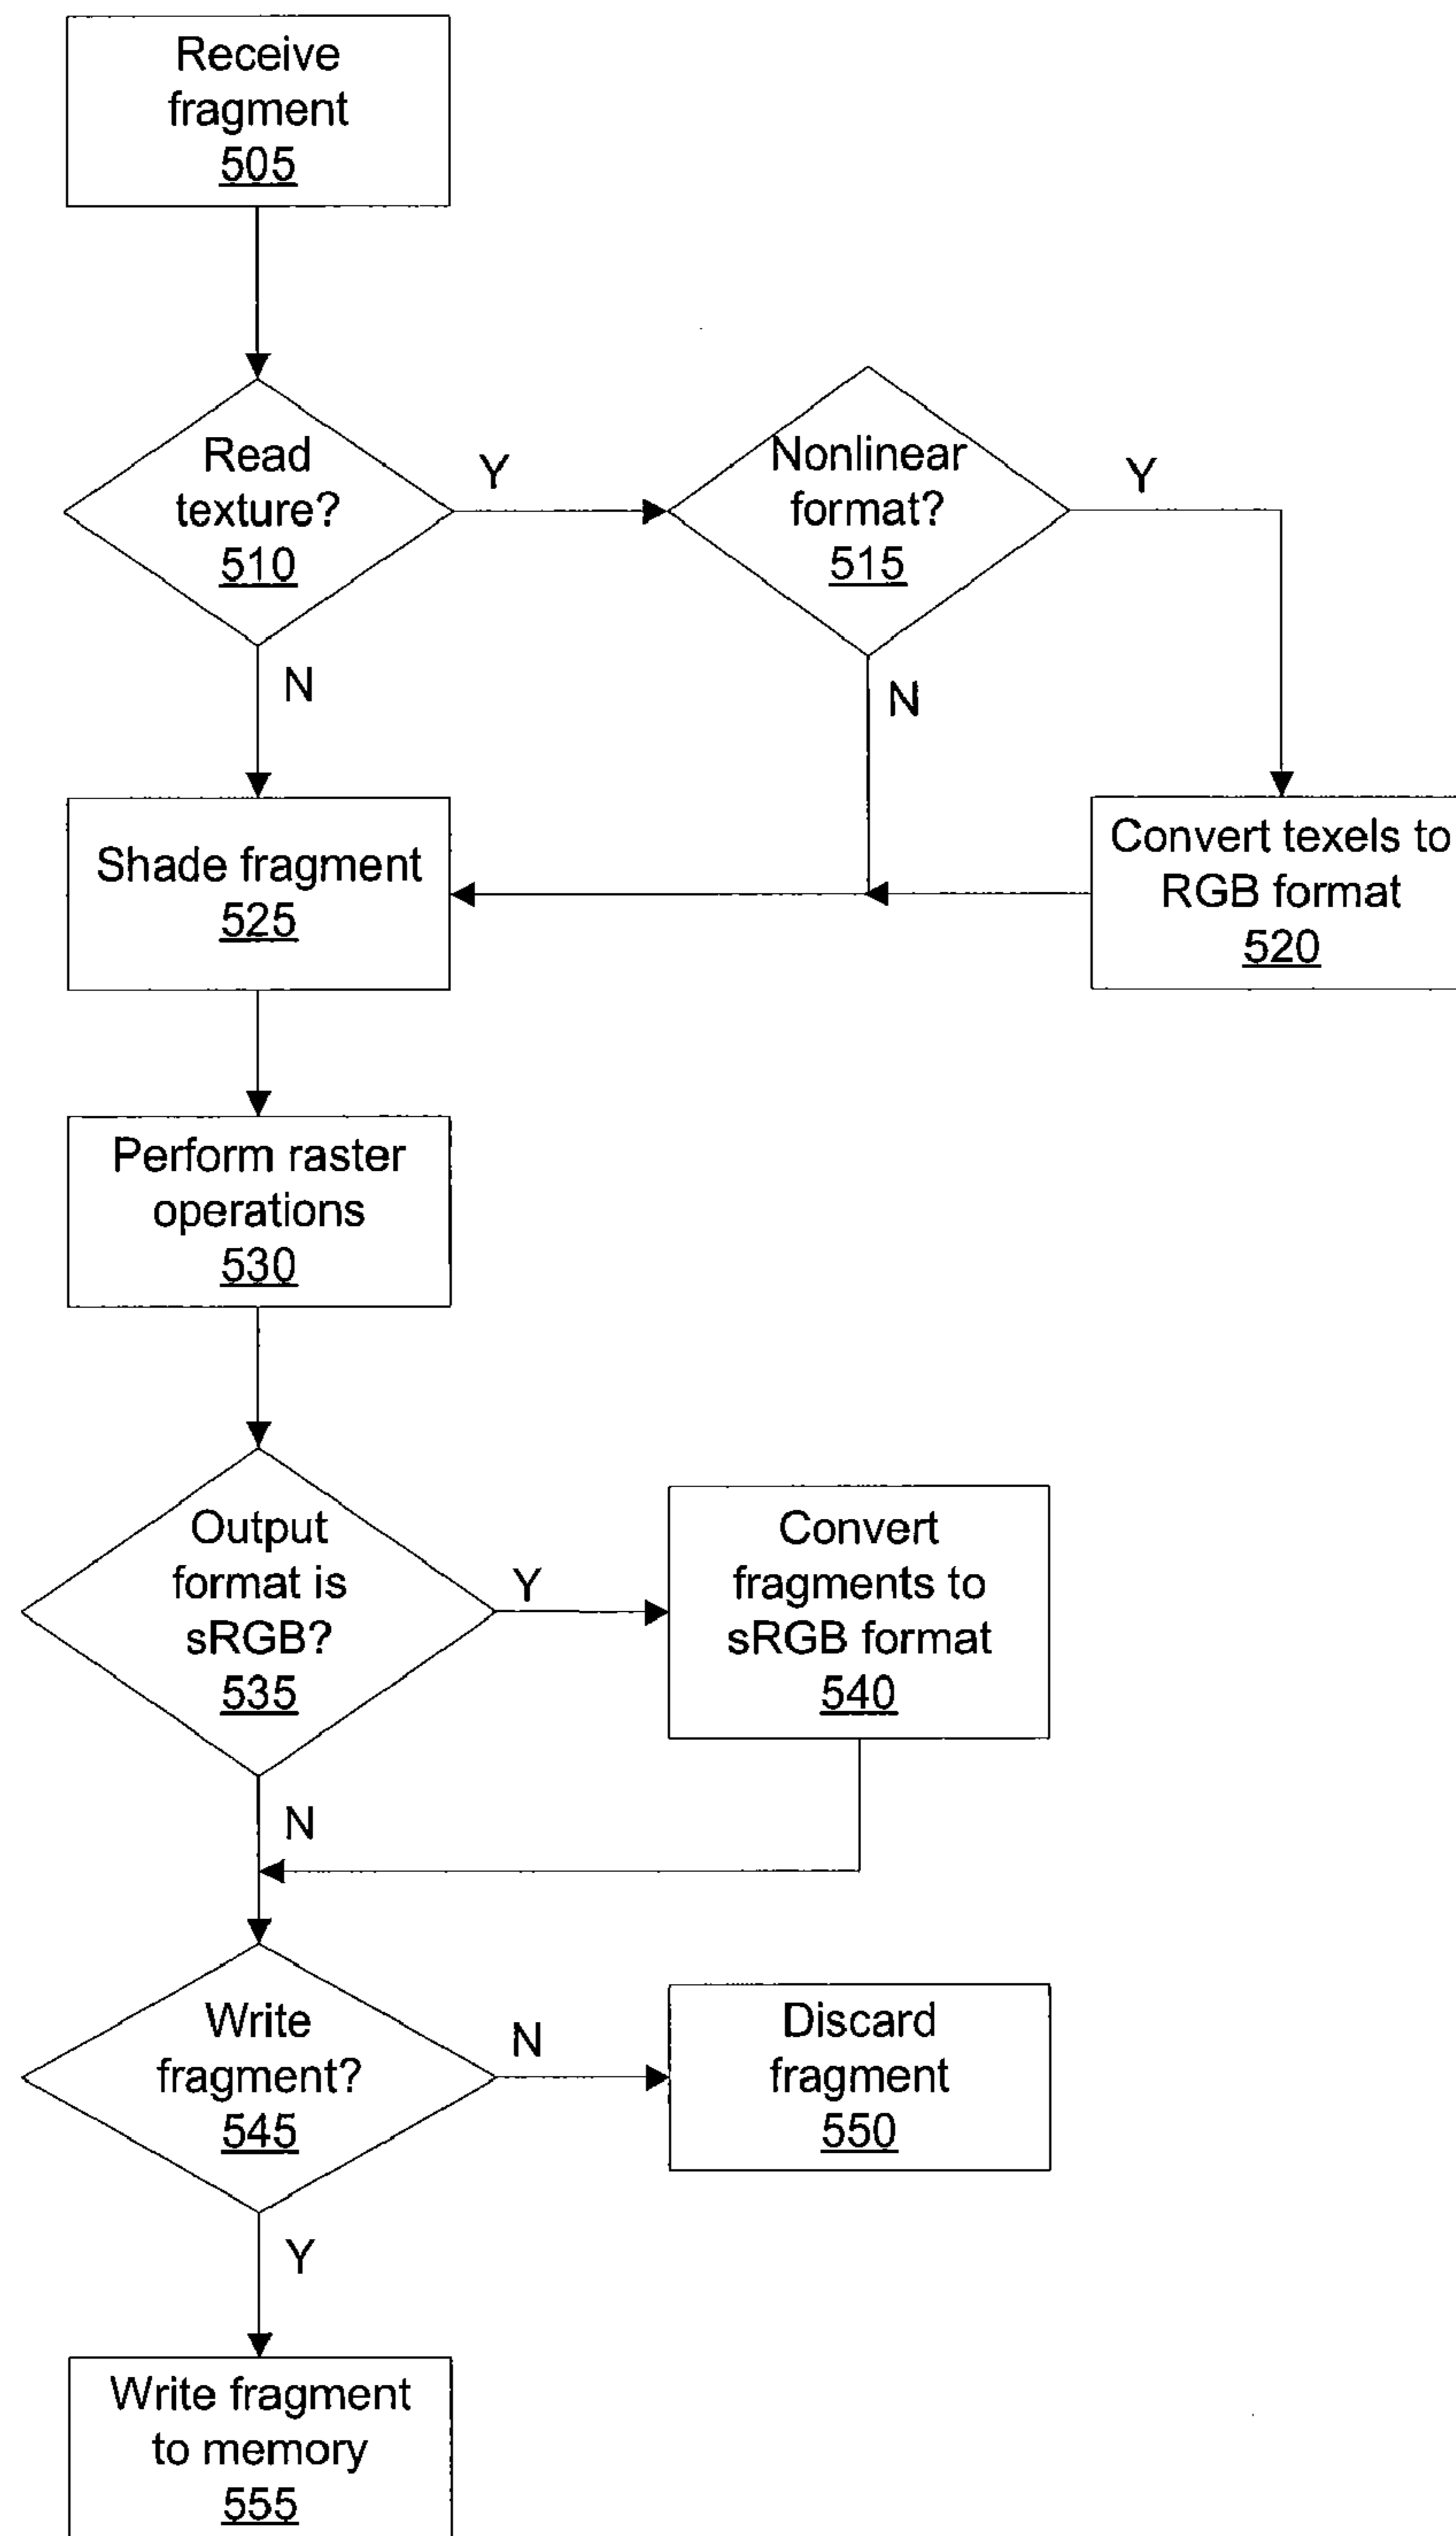 Receive
fragment
505
Read
texture?
510
Y
Nonlinear
format?
515
Y
N
N
Shade fragment
525
Convert texels to
RGB format
520
Perform raster
operations
530
Output
format is
sRGB?
535
Y
Convert
fragments to
sRGB format
540
N
Write
fragment?
545
N
Discard
fragment
550
Y
Write fragment
to memory
555